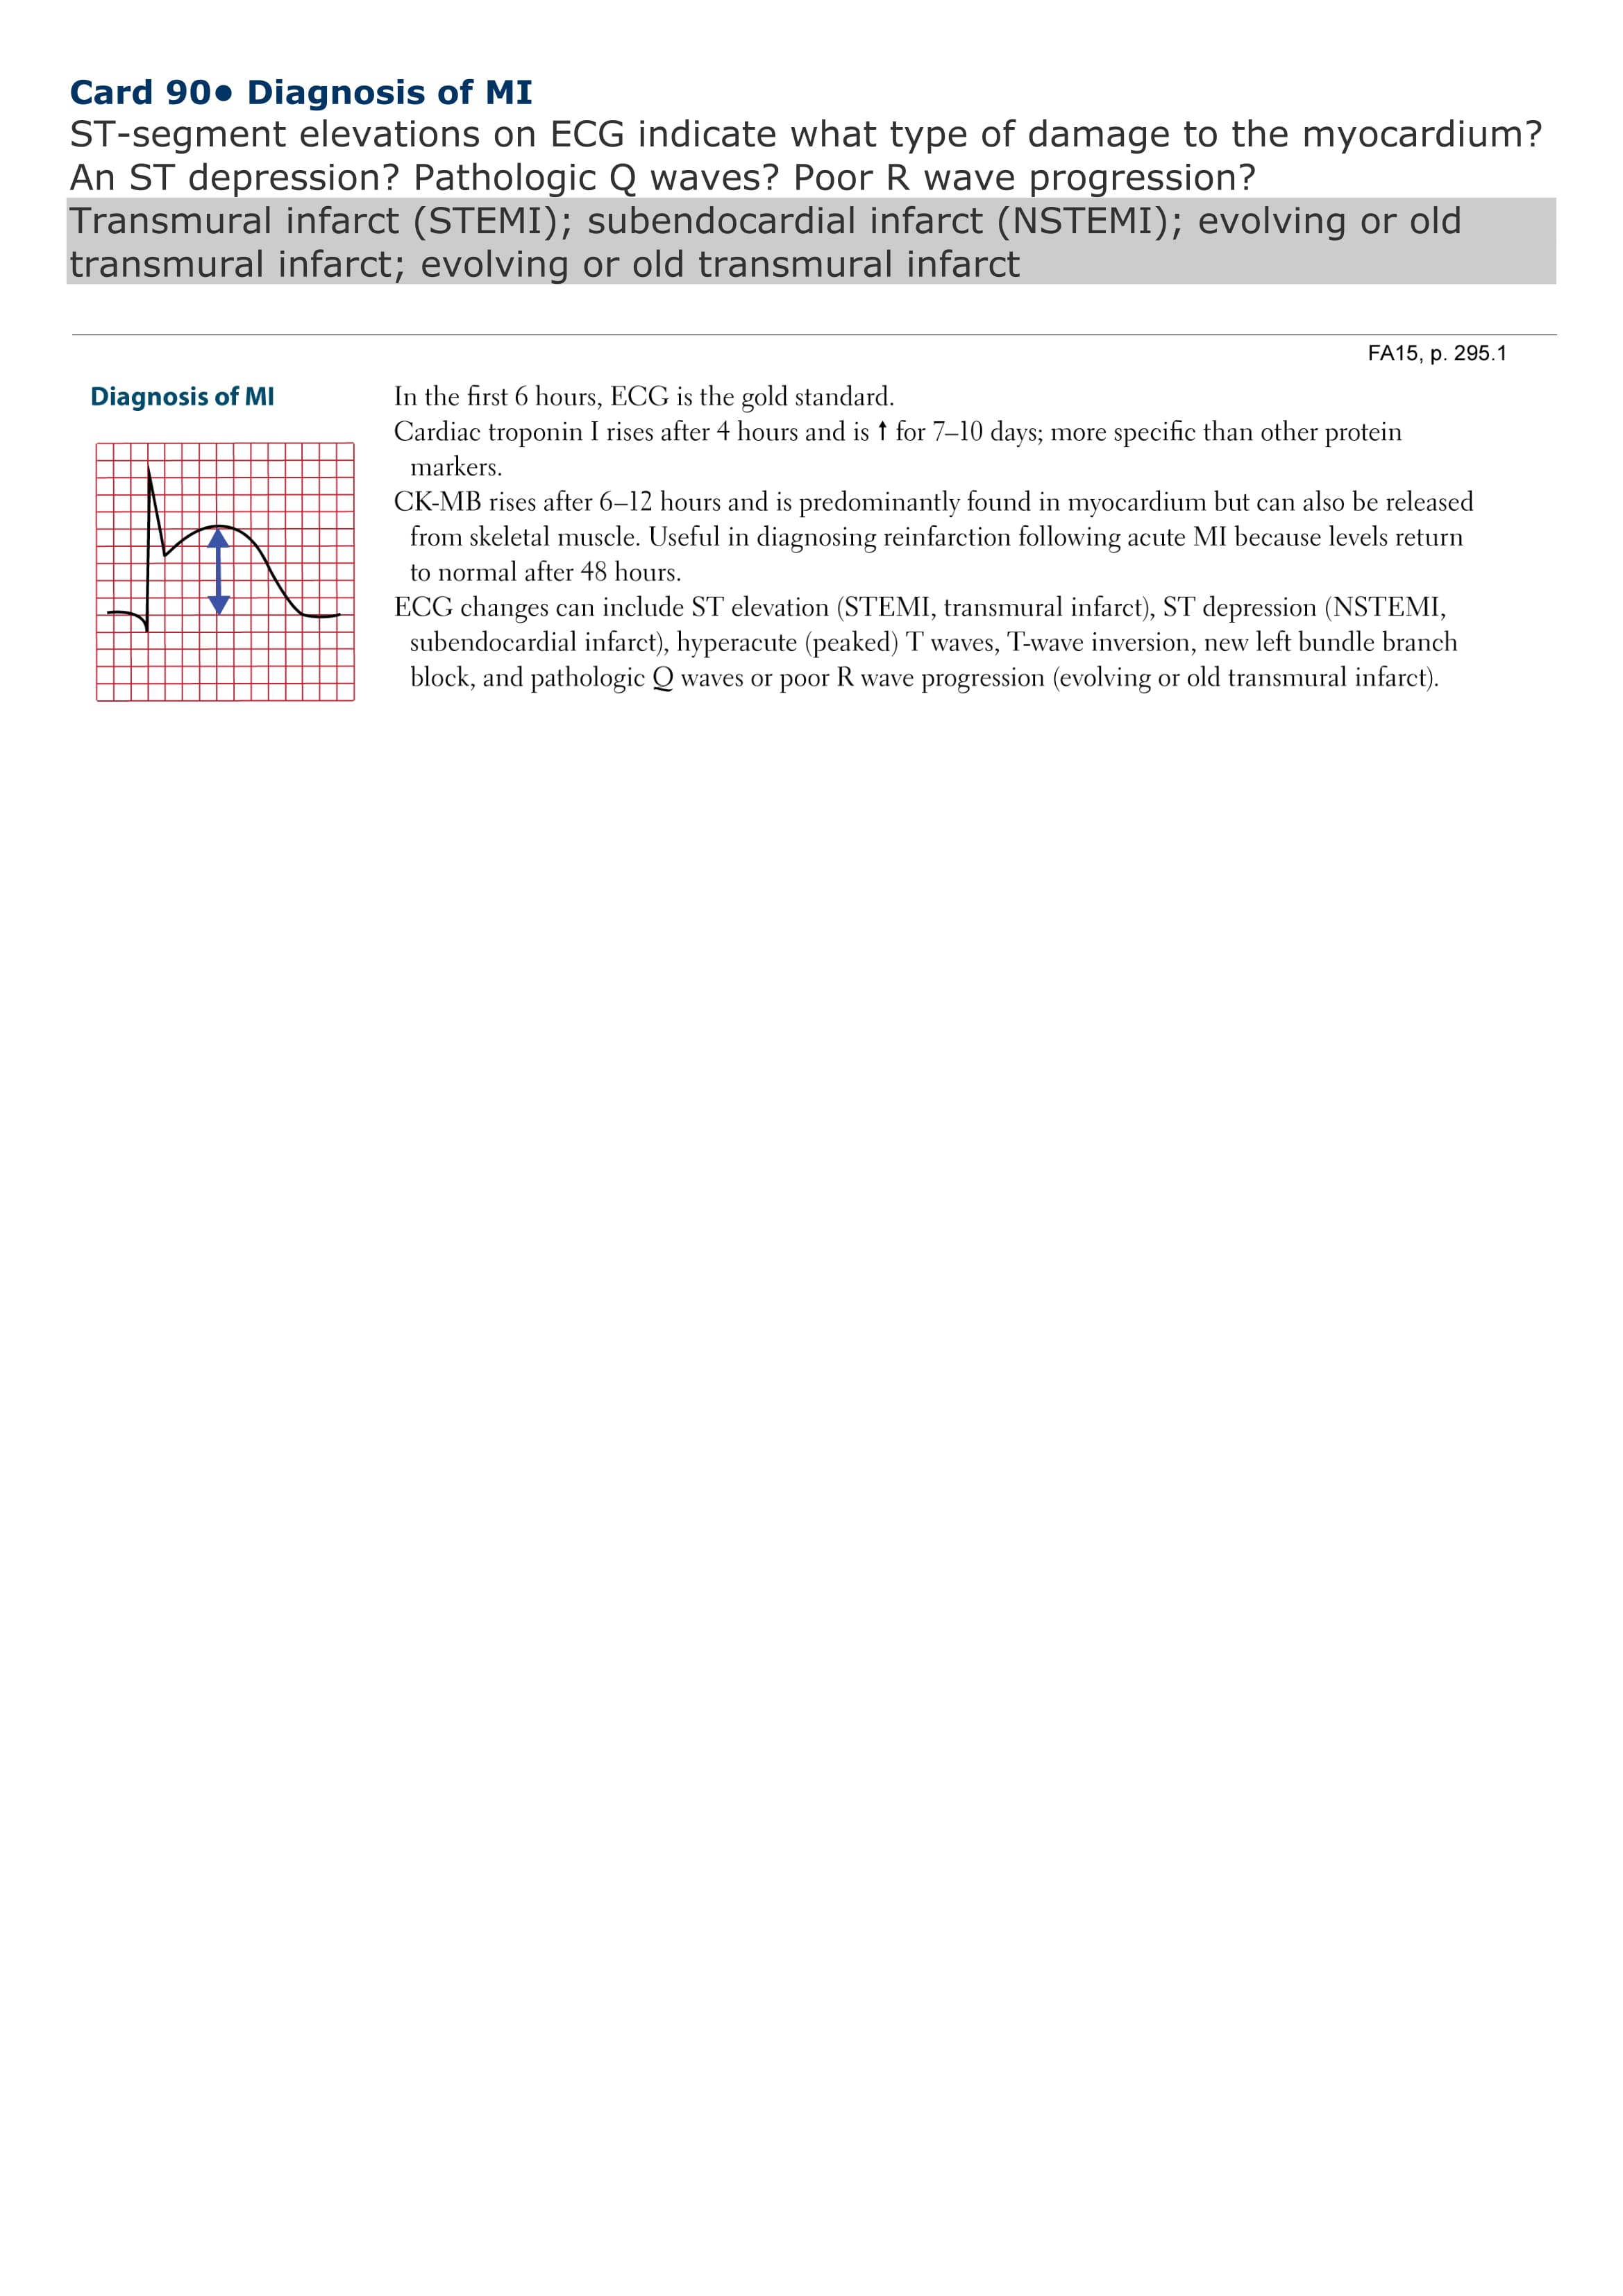 Card 90● Diagnosis of MI
ST-segment elevations on ECG indicate what type of damage to the myocardium?
An ST depression? Pathologic Q waves? Poor R wave progression?
Transmural infarct (STEMI); subendocardial infarct (NSTEMI); evolving or old
transmural infarct; evolving or old transmural infarct
FA15, p. 295.1
Diagnosis of MI
In the first 6 hours, ECG is the gold standard.
Cardiac troponin I rises after 4 hours and is ↑ for 7–10 days; more specific than other protein
markers.
CK-MB rises after 6–12 hours and is predominantly found in myocardium but can also be released
from skeletal muscle. Useful in diagnosing reinfarction following acute MI because levels return
to normal after 48 hours.
ECG changes can include ST elevation (STEMI, transmural infarct), ST depression (NSTEMI,
subendocardial infarct), hyperacute (peaked) T waves, T-wave inversion, new left bundle branch
block, and pathologic Q waves or poor R wave progression (evolving or old transmural infarct).